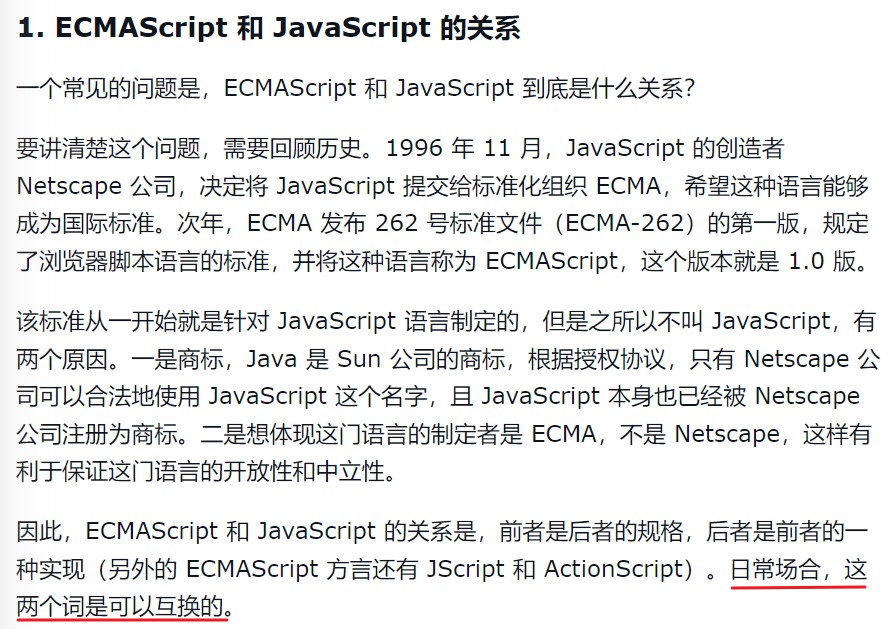 1. ECMAScript 和 JavaScript 的关系
一个常见的问题是，ECMAScript 和 JavaScript 到底是什么关系？
要讲清楚这个问题，需要回顾历史。1996 年 11 月，JavaScript 的创造者
Netscape 公司，决定将 JavaScript 提交给标准化组织 ECMA，希望这种语言能够
成为国际标准。次年，ECMA 发布 262 号标准文件（ECMA-262）的第一版，规定
了浏览器脚本语言的标准，并将这种语言称为 ECMAScript，这个版本就是 1.0 版。
该标准从一开始就是针对 JavaScript 语言制定的，但是之所以不叫 JavaScript，有
两个原因。一是商标，Java 是 Sun 公司的商标，根据授权协议，只有 Netscape 公
司可以合法地使用 JavaScript 这个名字，且 JavaScript 本身也已经被 Netscape
公司注册为商标。二是想体现这门语言的制定者是 ECMA，不是 Netscape，这样有
利于保证这门语言的开放性和中立性。
因此，ECMAScript 和 JavaScript 的关系是，前者是后者的规格，后者是前者的一
种实现（另外的 ECMAScript 方言还有 JScript 和 ActionScript）。日常场合，这
两个词是可以互换的。